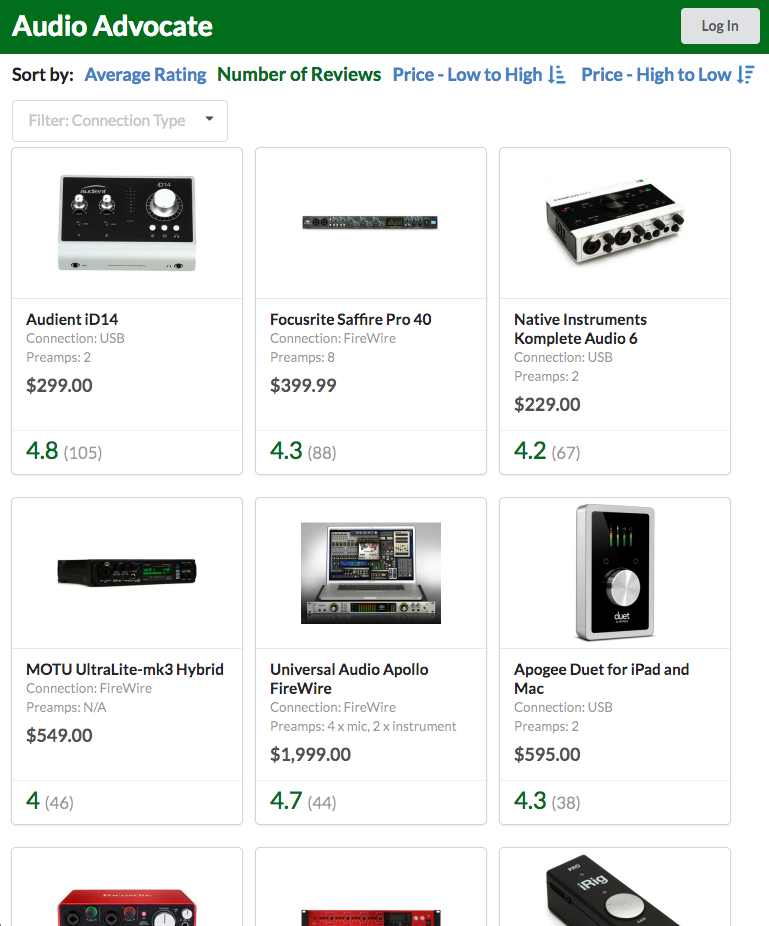 Audio Advocate
Log In
Sort by: Average Rating Number of Reviews Price - Low to High Price - High to Low
Filter: Connection Type
audient
iD14
Audient iD14
Connection: USB
Preamps: 2
$299.00
4.8 (105)
Focusrite Saffire Pro 40
Connection: FireWire
Preamps: 8
$399.99
4.3 (88)
Native Instruments
Komplete Audio 6
Connection: USB
Preamps: 2
$229.00
4.2 (67)
MOTU UltraLite-mk3 Hybrid
Connection: FireWire
Preamps: N/A
$549.00
4 (46)
Universal Audio Apollo
FireWire
Connection: FireWire
Preamps: 4 x mic, 2 x instrument
$1,999.00
4.7 (44)
duet
Apogee Duet for iPad and
Mac
Connection: USB
Preamps: 2
$595.00
4.3 (38)
Focusrite
PRO
iRig
GAIN